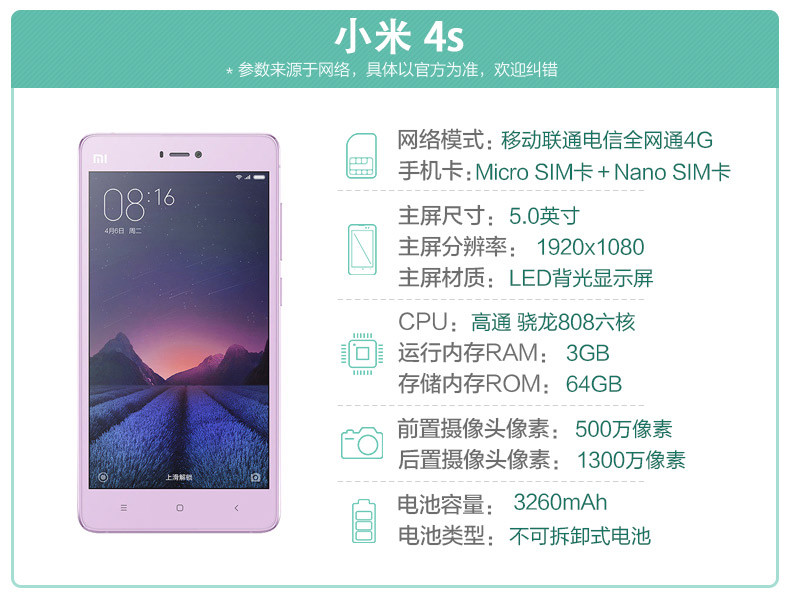 小米 4s
* 参数来源于网络，具体以官方为准，欢迎纠错
mi
08:16
4月6日 周二
上滑解锁
网络模式：移动联通电信全网通4G
手机卡：Micro SIM卡＋Nano SIM卡
主屏尺寸：5.0英寸
主屏分辨率：1920x1080
主屏材质：LED背光显示屏
CPU：高通 骁龙808六核
运行内存RAM：3GB
存储内存ROM：64GB
前置摄像头像素：500万像素
后置摄像头像素：1300万像素
电池容量：3260mAh
电池类型：不可拆卸式电池